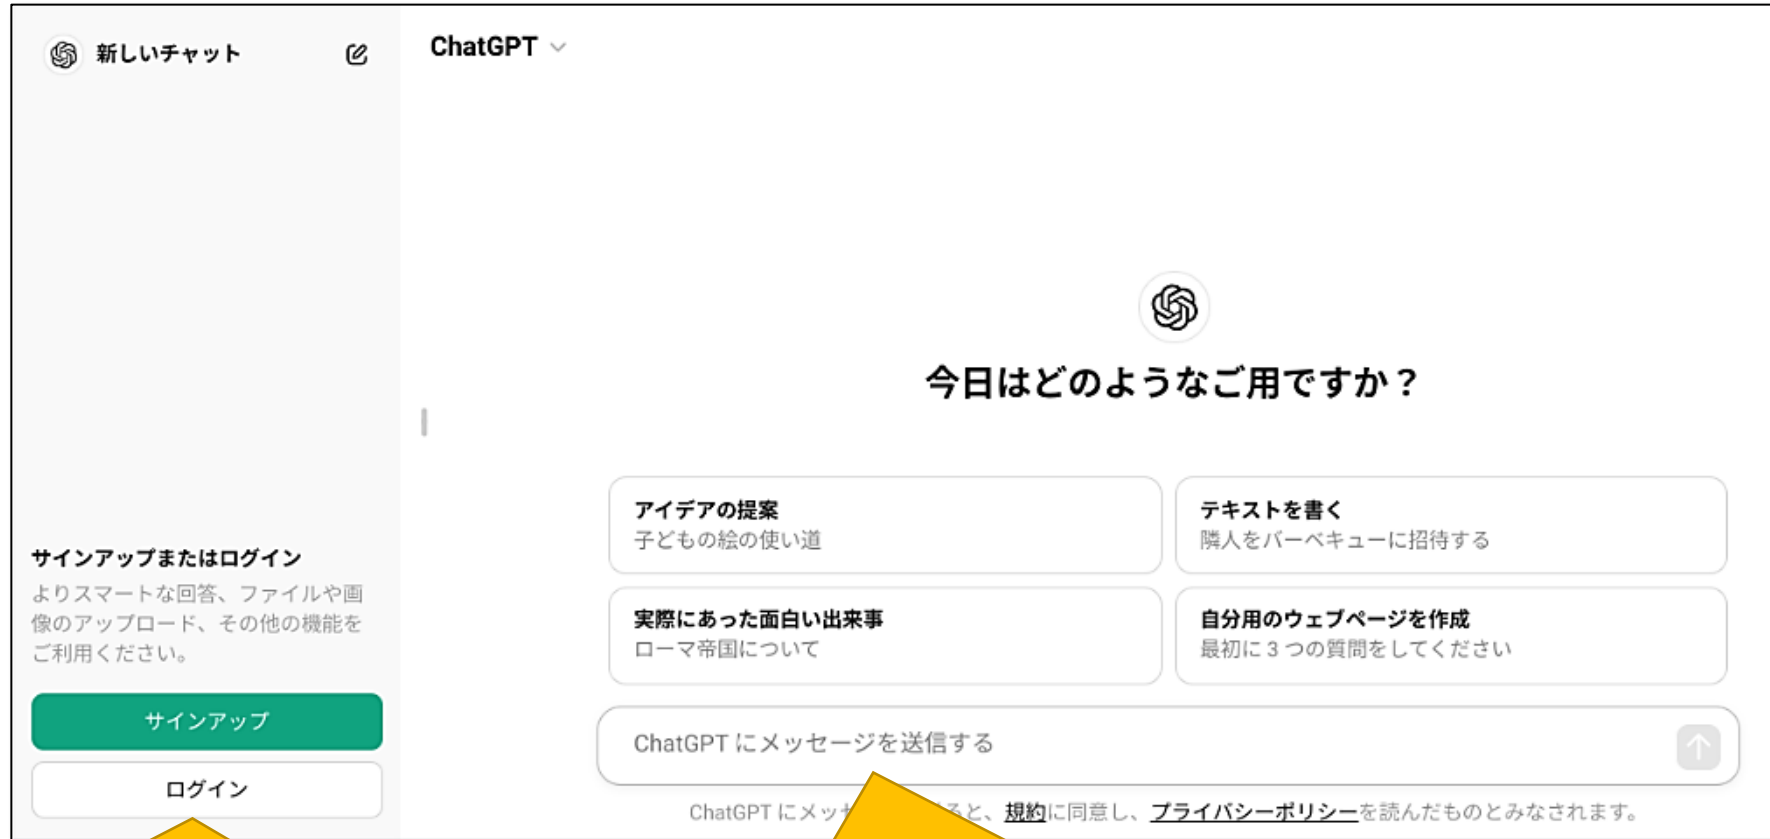 新しいチャット
ChatGPT
今日はどのようなご用ですか？
アイデアの提案
子どもの絵の使い道
テキストを書く
隣人をバーベキューに招待する
実際にあった面白い出来事
ローマ帝国について
自分用のウェブページを作成
最初に 3 つの質問をしてください
サインアップまたはログイン
よりスマートな回答、ファイルや画
像のアップロード、その他の機能を
ご利用ください。
サインアップ
ログイン
ChatGPT にメッセージを送信する
ChatGPT にメッ ると、規約に同意し、プライバシーポリシーを読んだものとみなされます。